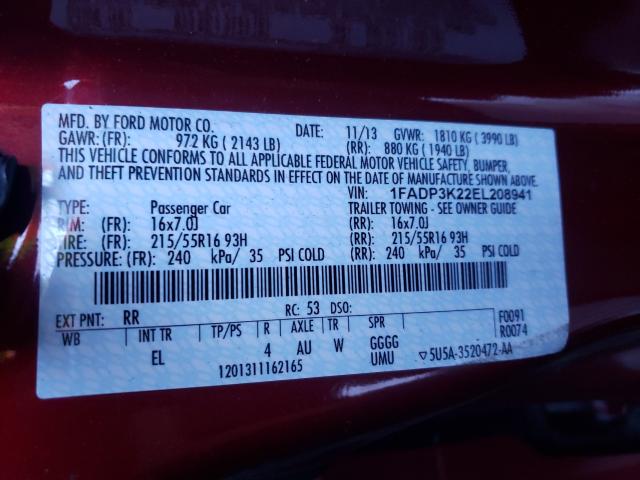 MFD. BY FORD MOTOR CO. DATE: 11/13 GVWR: 1810 KG ( 3990 LB)
GAWR: (FR): 972 KG ( 2143 LB) (RR): 880 KG ( 1940 LB)
THIS VEHICLE CONFORMS TO ALL APPLICABLE FEDERAL MOTOR VEHICLE SAFETY, BUMPER,
AND THEFT PREVENTION STANDARDS IN EFFECT ON THE DATE OF MANUFACTURE SHOWN ABOVE.
VIN: 1FADP3K22EL208941
TYPE: Passenger Car TRAILER TOWING - SEE OWNER GUIDE
RIM: (FR): 16x7.0J (RR): 16x7.0J
TIRE: (FR): 215/55R16 93H (RR): 215/55R16 93H
PRESSURE: (FR): 240 kPa/ 35 PSI COLD (RR): 240 kPa/ 35 PSI COLD
EXT PNT: RR RC: 53 DSO: F0091
WB INT TR TP/PS R AXLE TR SPR R0074
EL 4 AU W GGGG
UMU
1201311162165 ▽ 5U5A-3520472-AA